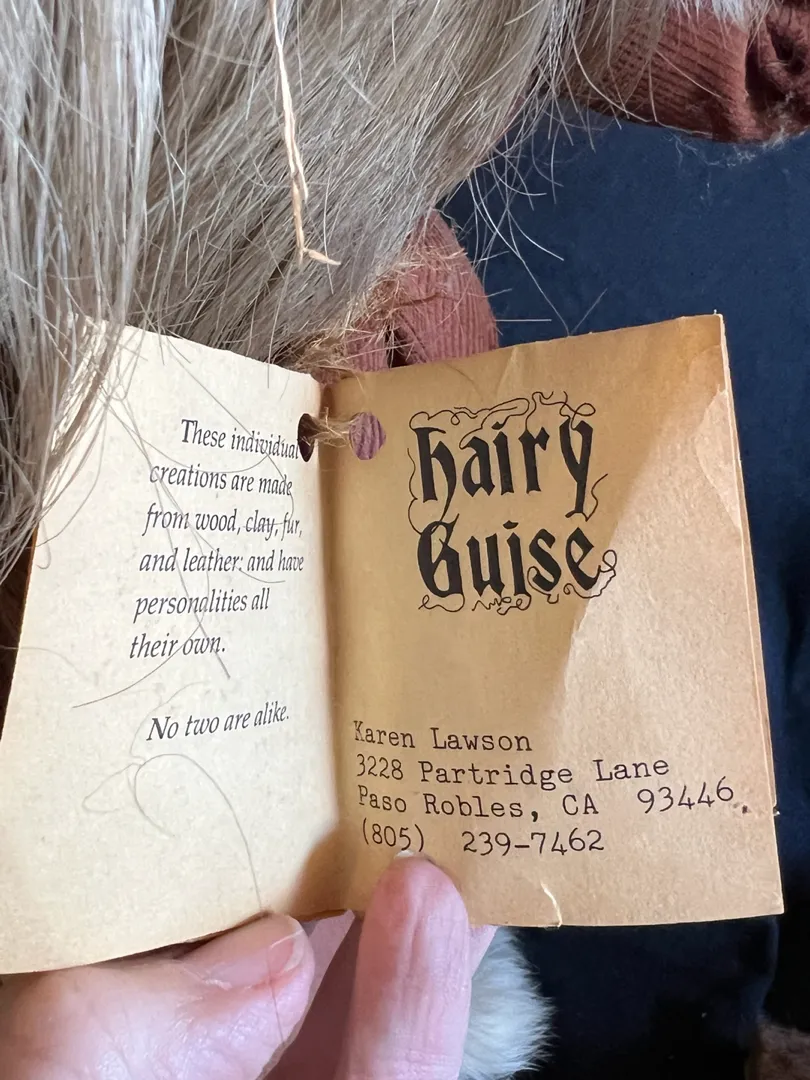 These individual
creations are made
from wood, clay, fur,
and leather: and have
personalities all
their own.
No two are alike.
hairy
Guise
Karen Lawson
3228 Partridge Lane
Paso Robles, CA 93446.
(805) 239-7462